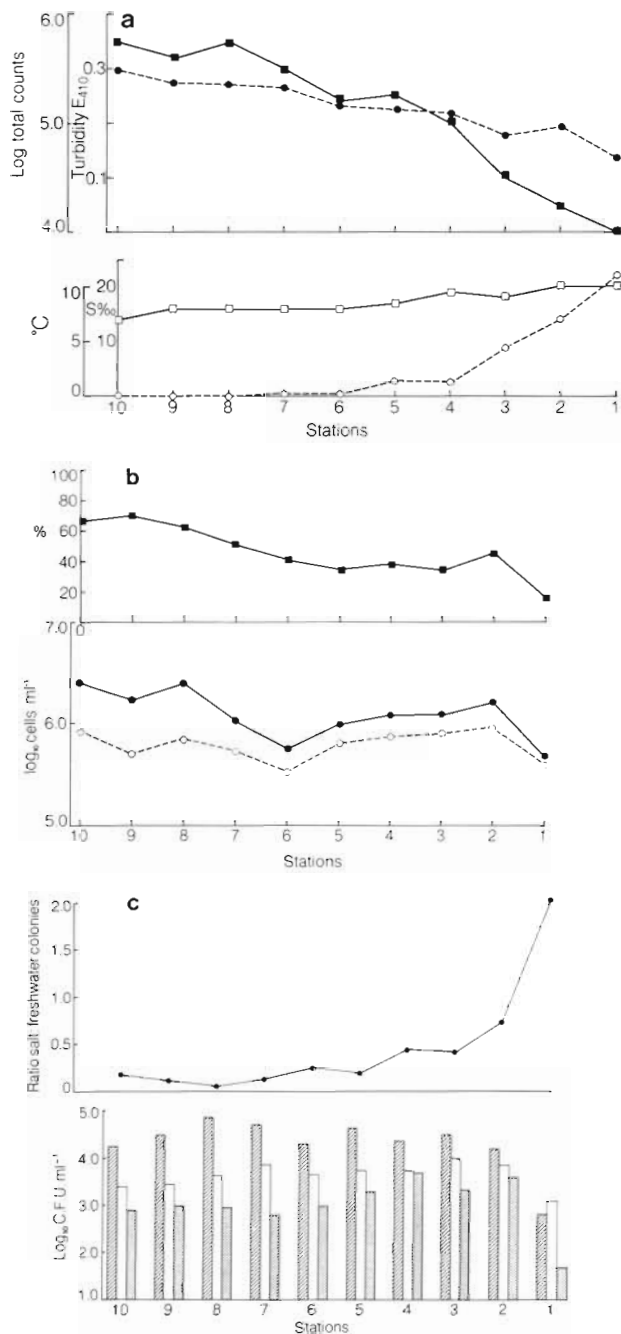 a
6.0
5.0
4.0
Log total counts
0.3
0.1
Turbidity E410
10
5
0
°C
20
S‰
10
10 9 8 7 6 5 4 3 2 1
Stations
b
100
80
60
40
20
0
%
7.0
6.0
5.0
log₁₀ cells ml⁻¹
10 9 8 7 6 5 4 3 2 1
Stations
c
2.0
1.5
1.0
0.5
0
Ratio salt: freshwater colonies
5.0
4.0
3.0
2.0
1.0
Log₁₀ C.F.U ml⁻¹
10 9 8 7 6 5 4 3 2 1
Stations